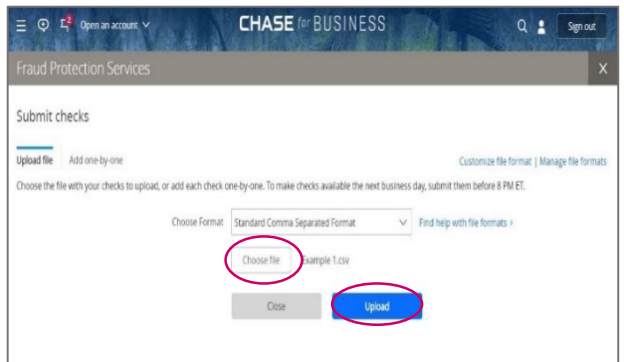 2 Open an account CHASE for BUSINESS Sign out
Fraud Protection Services X
Submit checks
Upload file Add one-by-one Customize file format | Manage file formats
Choose the file with your checks to upload, or add each check one-by-one. To make checks available the next business day, submit them before 8 PM ET.
Choose Format Standard Comma Separated Format Find help with file formats ›
Choose file Example 1.csv
Close Upload